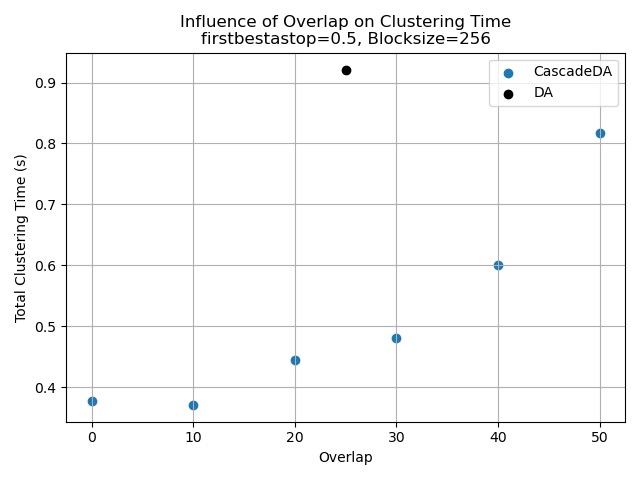 Influence of Overlap on Clustering Time
firstbestastop=0.5, Blocksize=256
CascadeDA
DA
Total Clustering Time (s)
0.9
0.8
0.7
0.6
0.5
0.4
0 10 20 30 40 50
Overlap